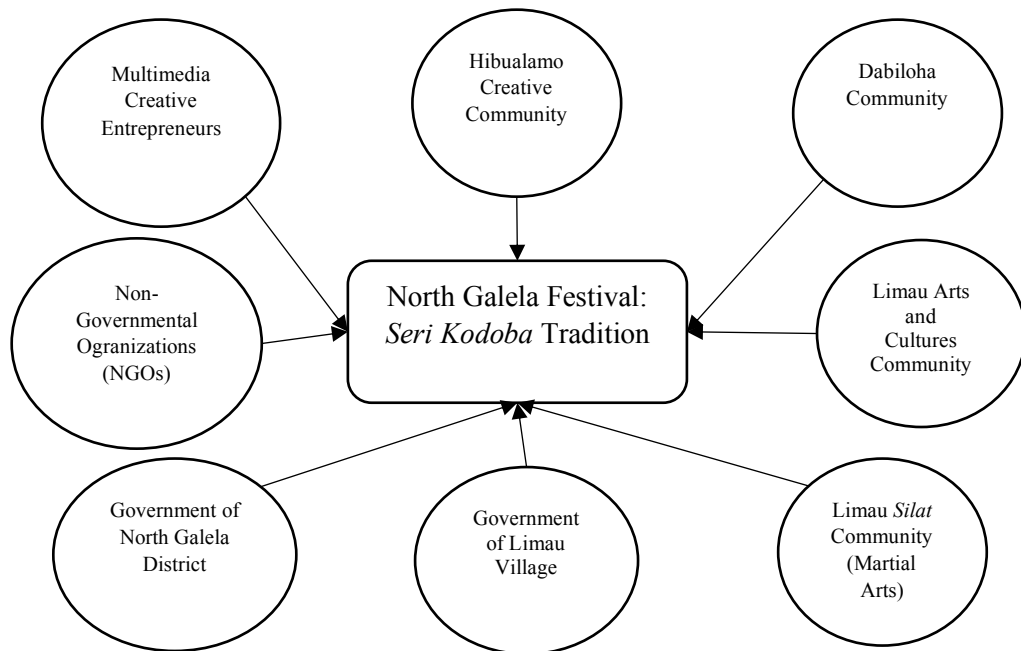 Multimedia
Creative
Entrepreneurs
Hibualamo
Creative
Community
Dabiloha
Community
Non-
Governmental
Ogranizations
(NGOs)
North Galela Festival:
Seri Kodoba Tradition
Limau Arts
and
Cultures
Community
Government of
North Galela
District
Government
of Limau
Village
Limau Silat
Community
(Martial
Arts)